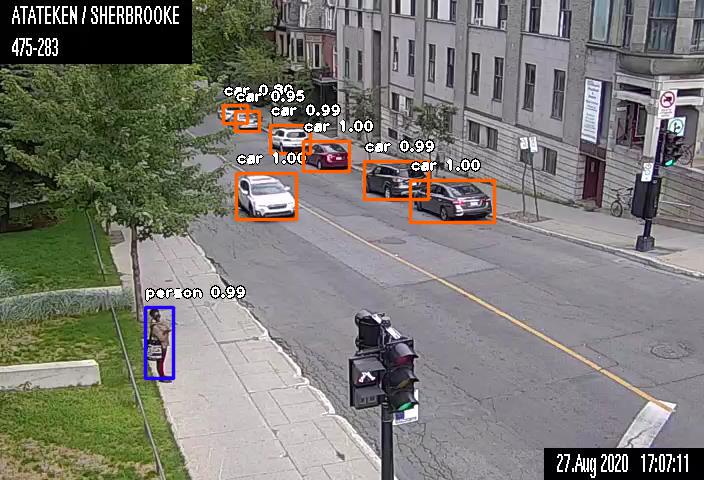 ATATEKEN / SHERBROOKE
475-283
car 0.95
car 0.99
car 1.00
car 0.99
car 1.00
car 1.00
person 0.99
27.Aug 2020 17:07:11